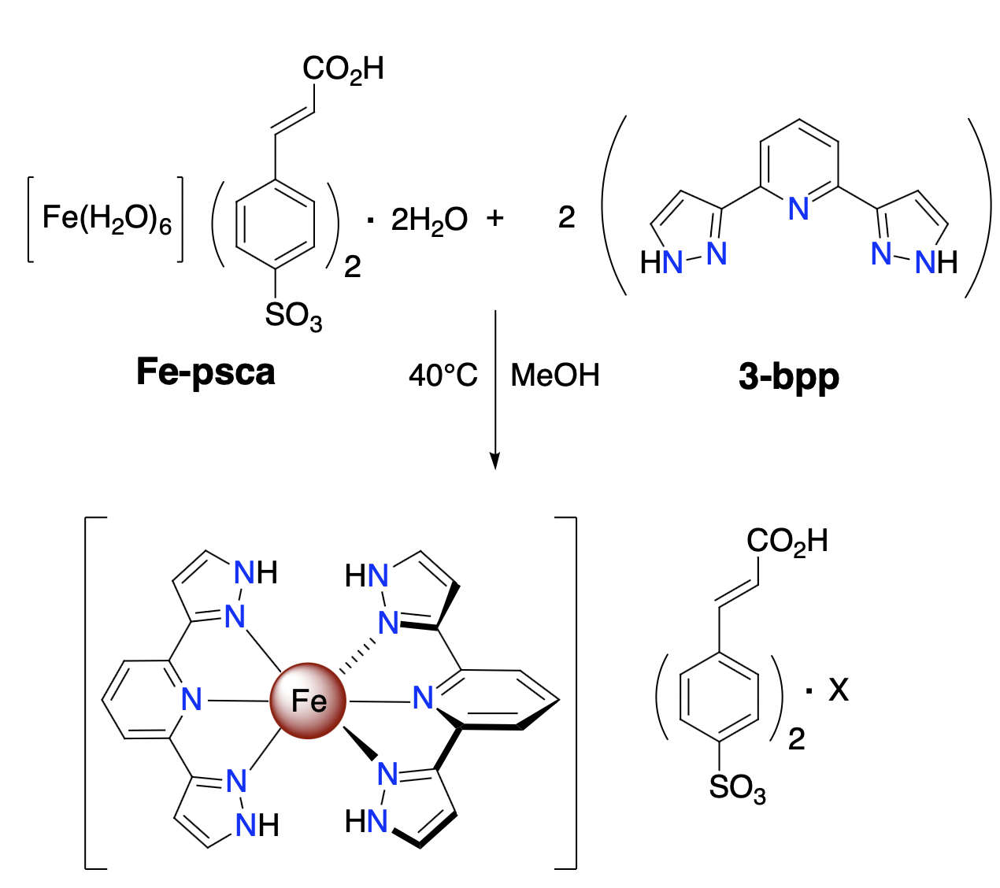 CO₂H
[Fe(H₂O)₆] ( )₂ · 2H₂O + 2 ( N HN N N NH )
SO₃
Fe-psca 40°C MeOH 3-bpp
CO₂H
NH HN
N N
N Fe N ( )₂ · X
N N
SO₃
NH HN